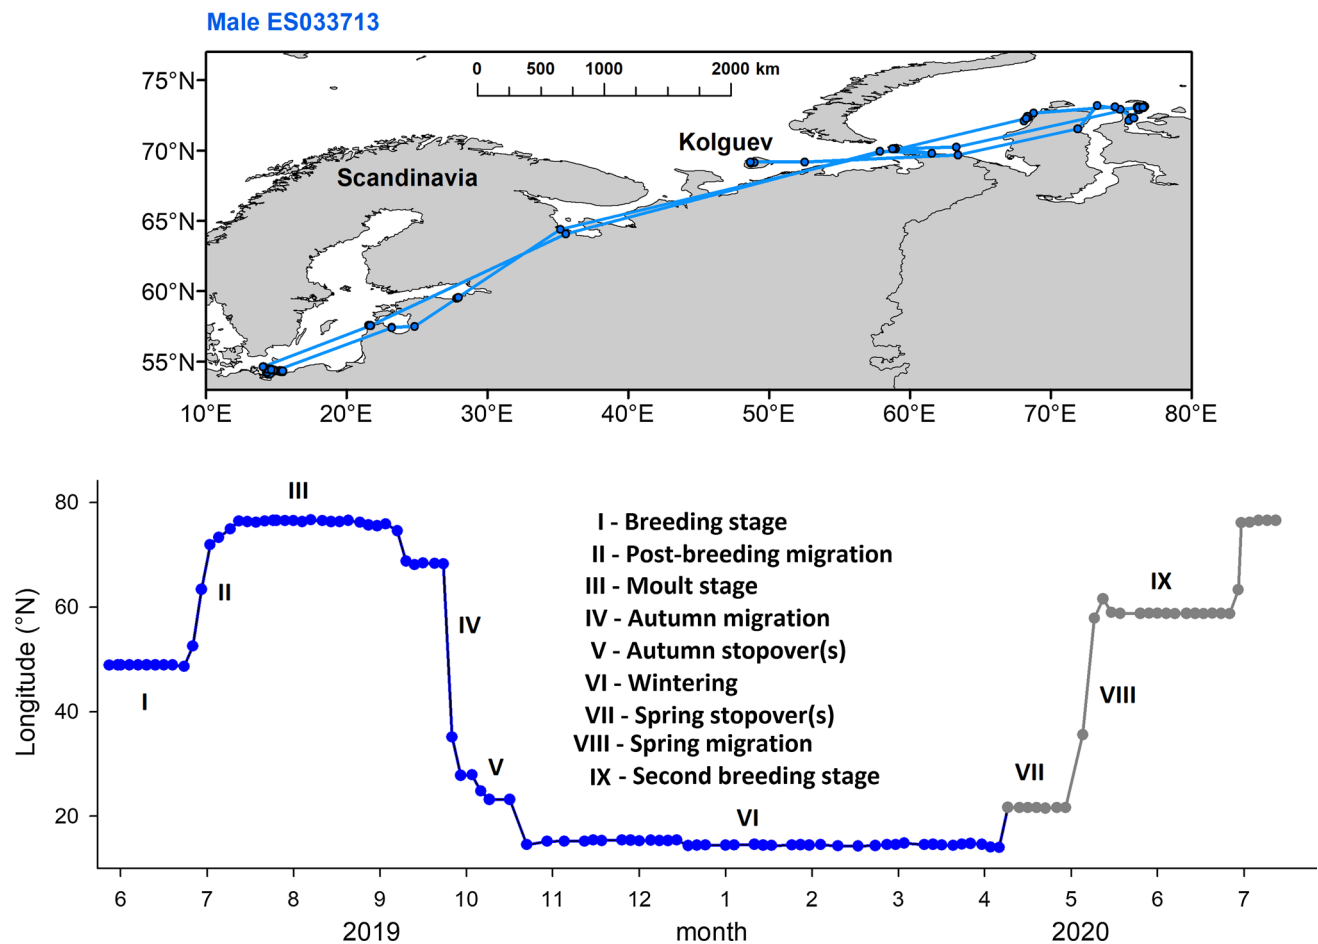 Male ES033713
75°N
70°N
65°N
60°N
55°N
0 500 1000 2000 km
Kolguev
Scandinavia
10°E 20°E 30°E 40°E 50°E 60°E 70°E 80°E
80
60
40
20
Longitude (°N)
I
II
III
IV
V
VI
VII
VIII
IX
I - Breeding stage
II - Post-breeding migration
III - Moult stage
IV - Autumn migration
V - Autumn stopover(s)
VI - Wintering
VII - Spring stopover(s)
VIII - Spring migration
IX - Second breeding stage
6 7 8 9 10 11 12 1 2 3 4 5 6 7
2019 month 2020